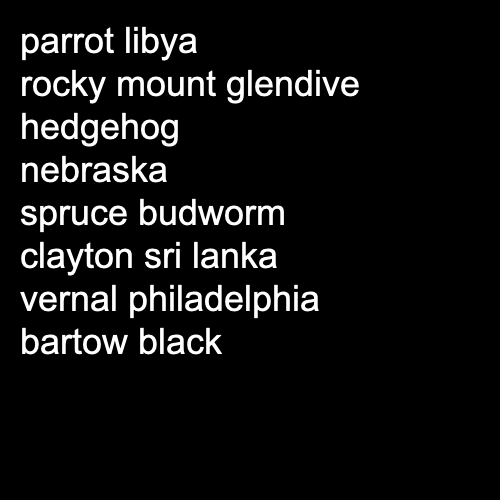 parrot libya
rocky mount glendive
hedgehog
nebraska
spruce budworm
clayton sri lanka
vernal philadelphia
bartow black